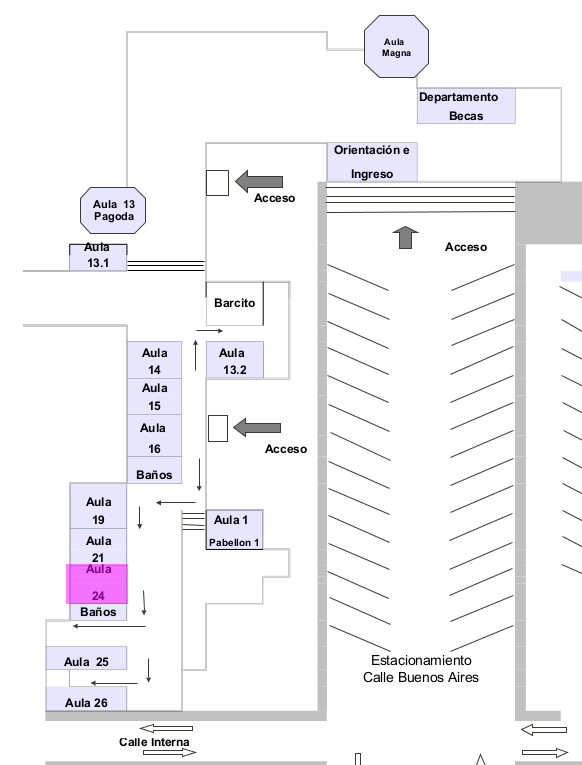 Aula
Magna
Departamento
Becas
Orientación e
Ingreso
Acceso
Aula 13
Pagoda
Acceso
Aula
13.1
Barcito
Aula
14
Aula
13.2
Aula
15
Aula
16
Acceso
Baños
Aula
19
Aula 1
Pabellon 1
Aula
21
Aula
24
Baños
Aula 25
Estacionamiento
Calle Buenos Aires
Aula 26
Calle Interna